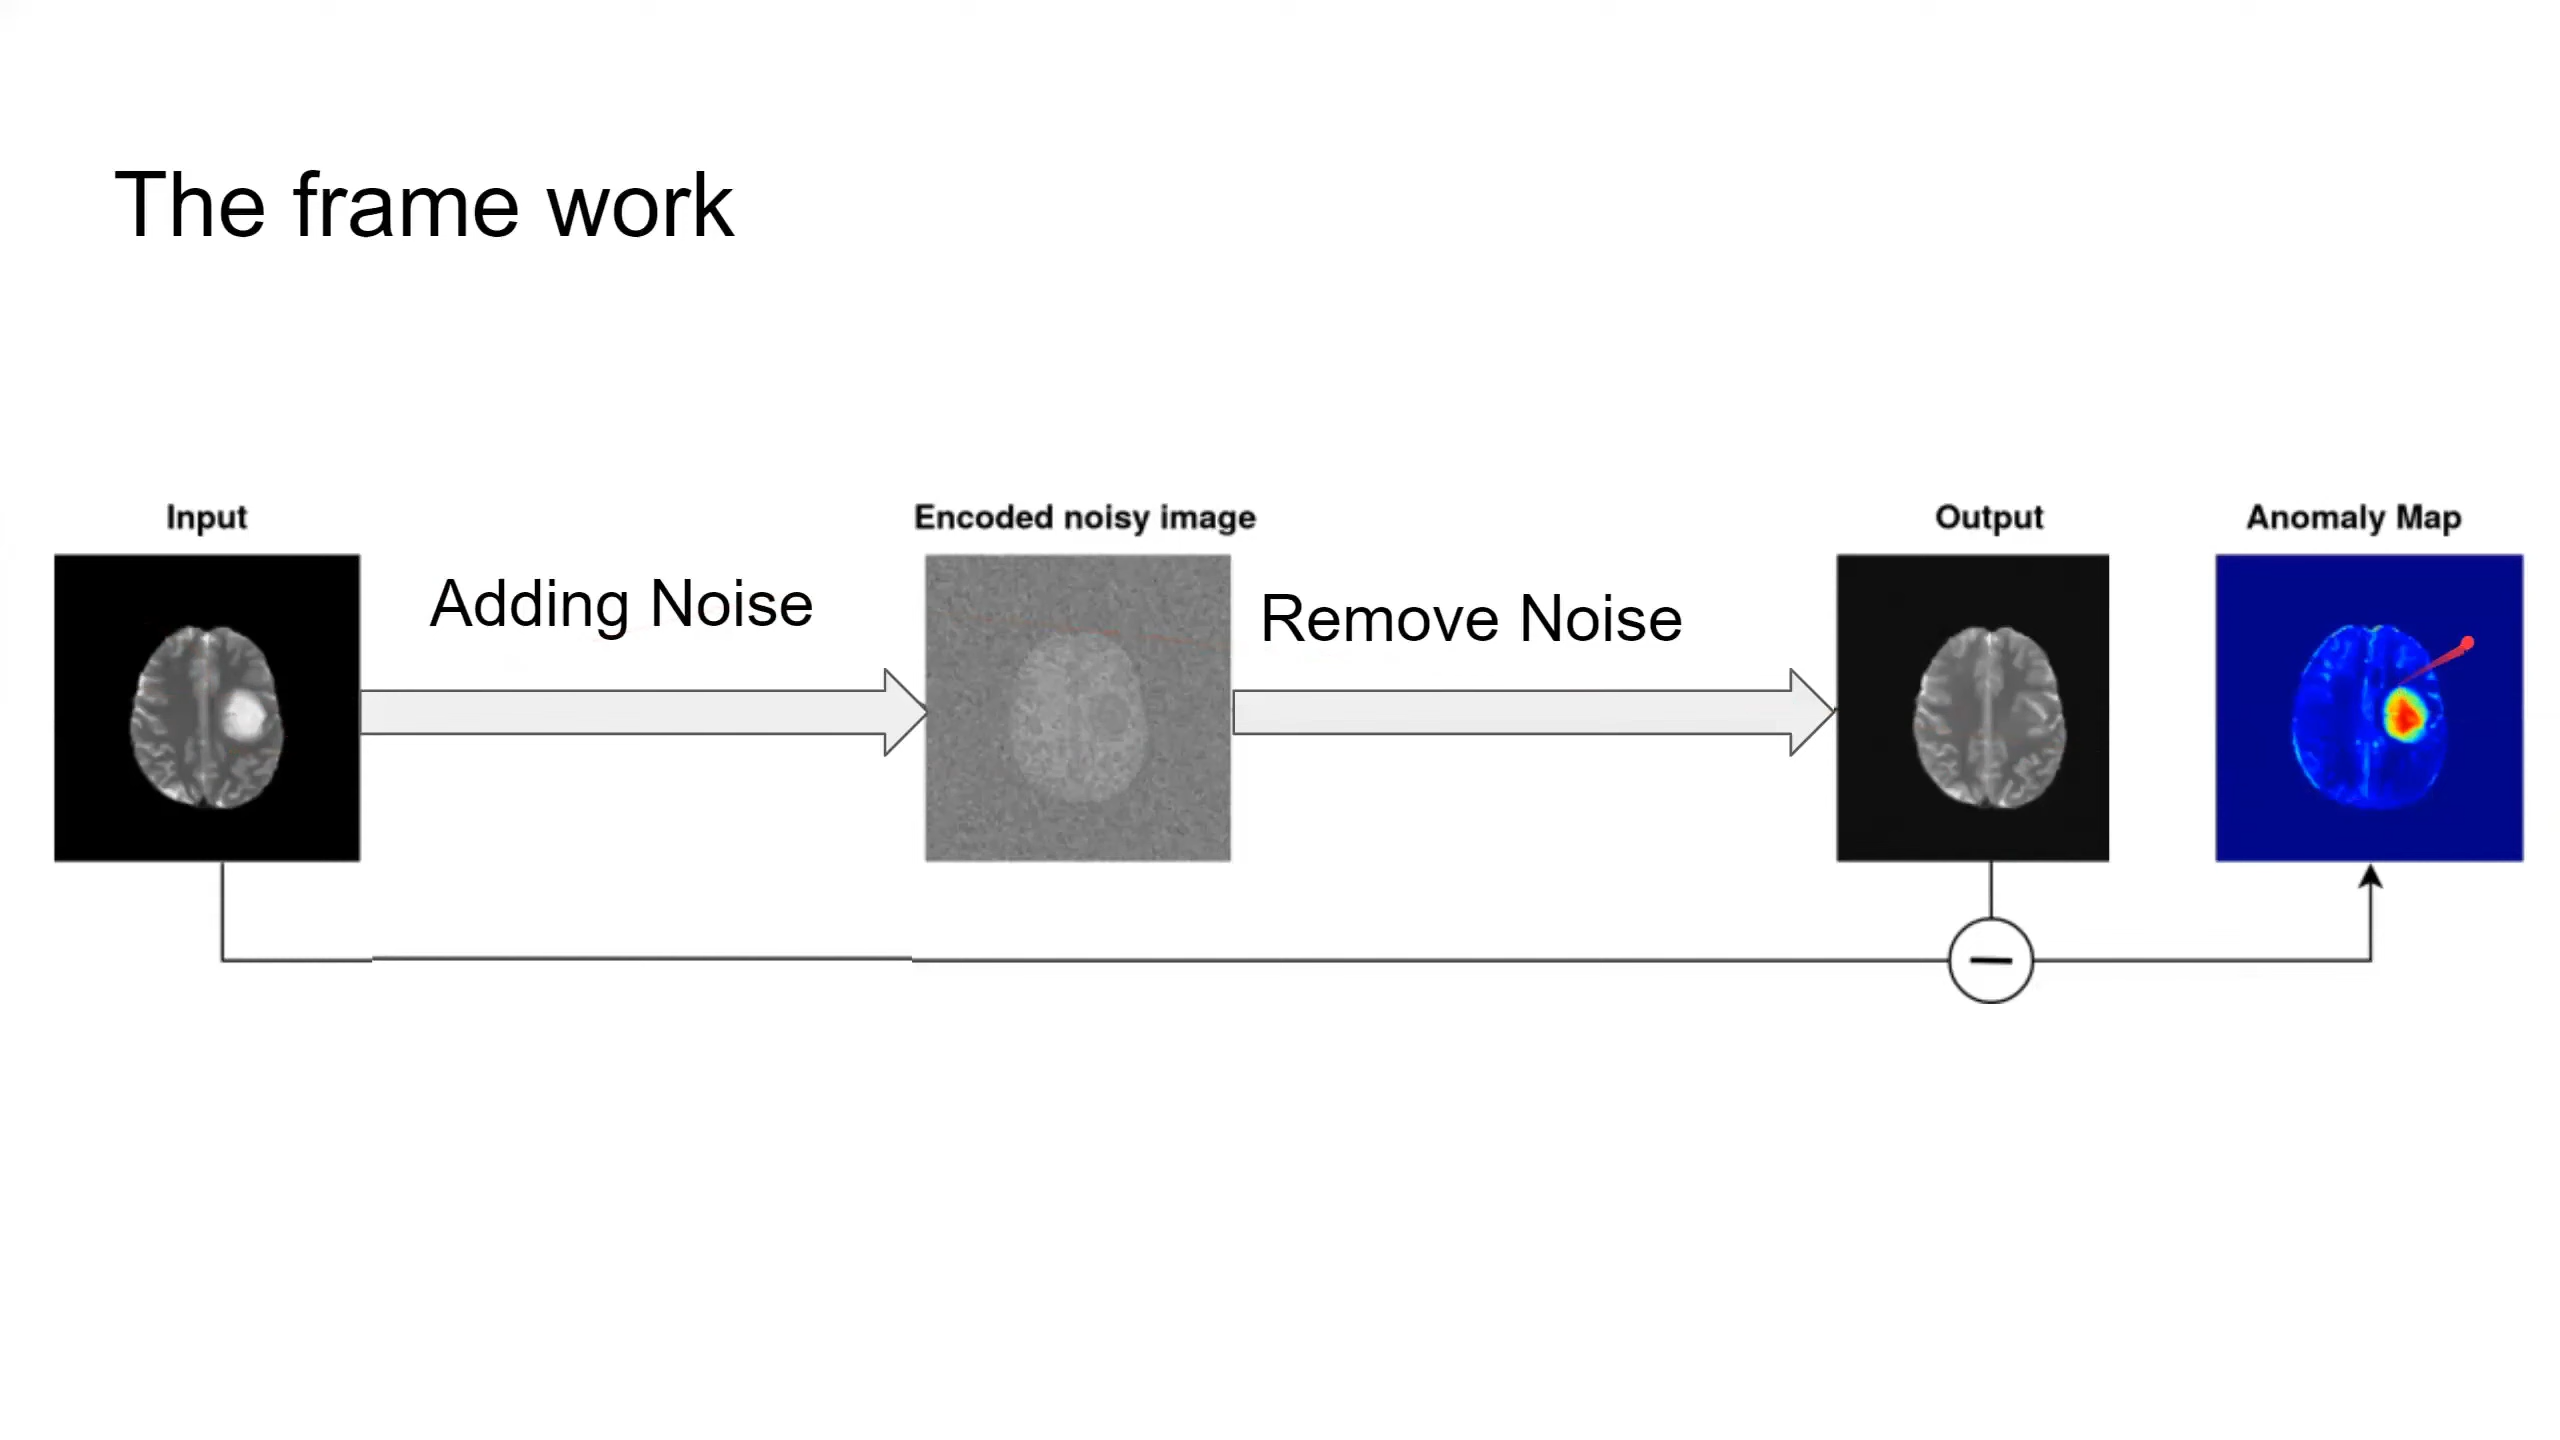 The frame work
Input
Encoded noisy image
Output
Anomaly Map
Adding Noise
Remove Noise